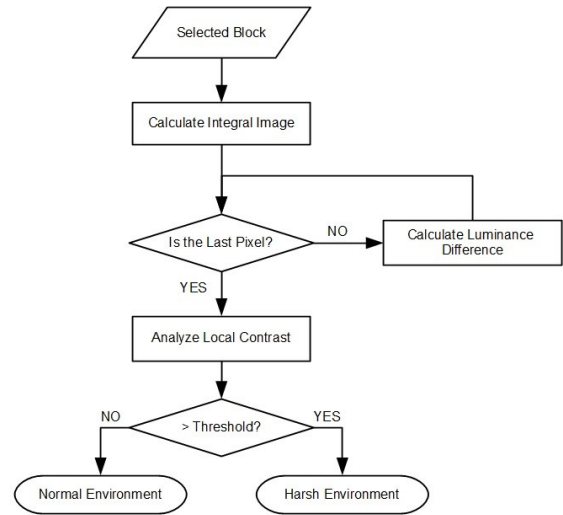 Selected Block
Calculate Integral Image
Is the Last Pixel?
NO
Calculate Luminance
Difference
YES
Analyze Local Contrast
NO
> Threshold?
YES
Normal Environment
Harsh Environment